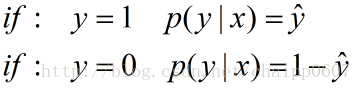 if :   y = 1   p(y | x) = ŷ
if :   y = 0   p(y | x) = 1 − ŷ